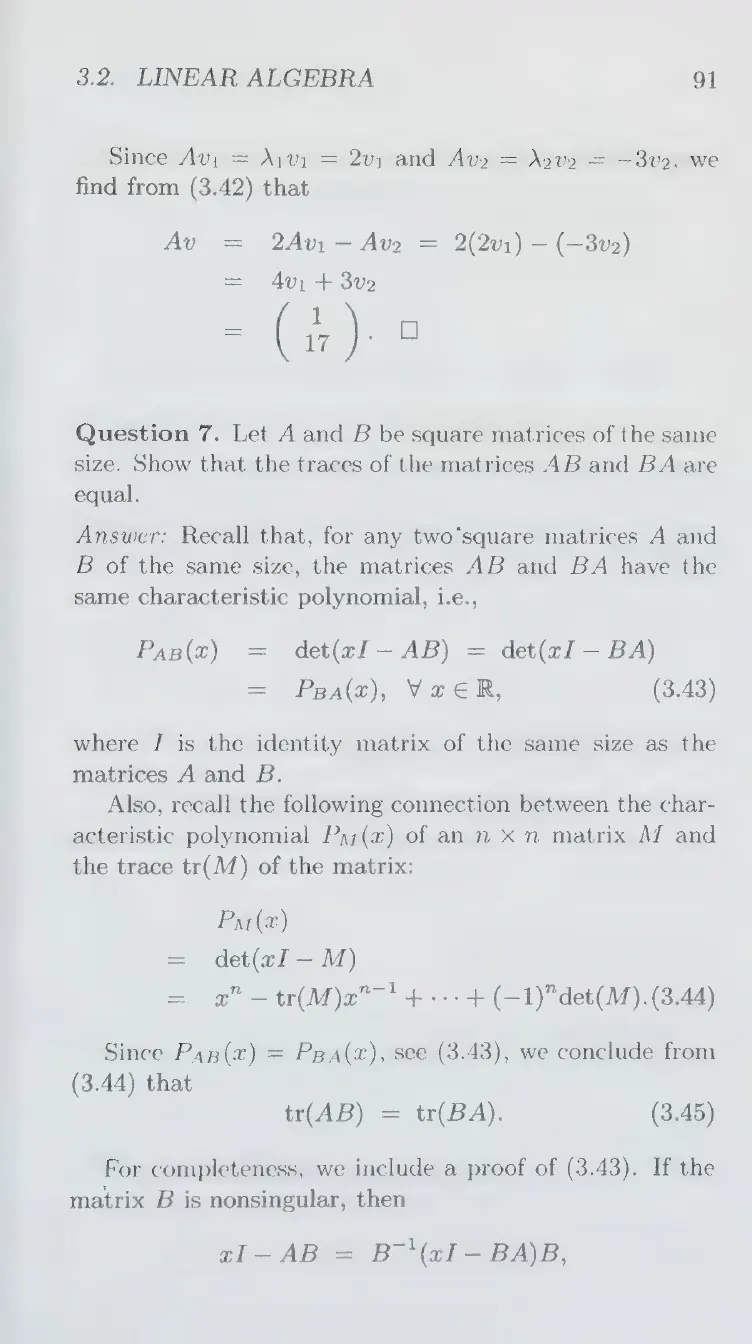 3.2. LINEAR ALGEBRA 91
Since Av₁ = λ₁v₁ = 2v₁ and Av₂ = λ₂v₂ = −3v₂, we
find from (3.42) that
Av = 2Av₁ − Av₂ = 2(2v₁) − (−3v₂)
= 4v₁ + 3v₂
= ( 1
17 ). □
Question 7. Let A and B be square matrices of the same
size. Show that the traces of the matrices AB and BA are
equal.
Answer: Recall that, for any two square matrices A and
B of the same size, the matrices AB and BA have the
same characteristic polynomial, i.e.,
P_AB(x) = det(xI − AB) = det(xI − BA)
= P_BA(x), ∀ x ∈ ℝ, (3.43)
where I is the identity matrix of the same size as the
matrices A and B.
Also, recall the following connection between the char-
acteristic polynomial P_M(x) of an n × n matrix M and
the trace tr(M) of the matrix:
P_M(x)
= det(xI − M)
= xⁿ − tr(M)xⁿ⁻¹ + ··· + (−1)ⁿdet(M).(3.44)
Since P_AB(x) = P_BA(x), see (3.43), we conclude from
(3.44) that
tr(AB) = tr(BA). (3.45)
For completeness, we include a proof of (3.43). If the
matrix B is nonsingular, then
xI − AB = B⁻¹(xI − BA)B,